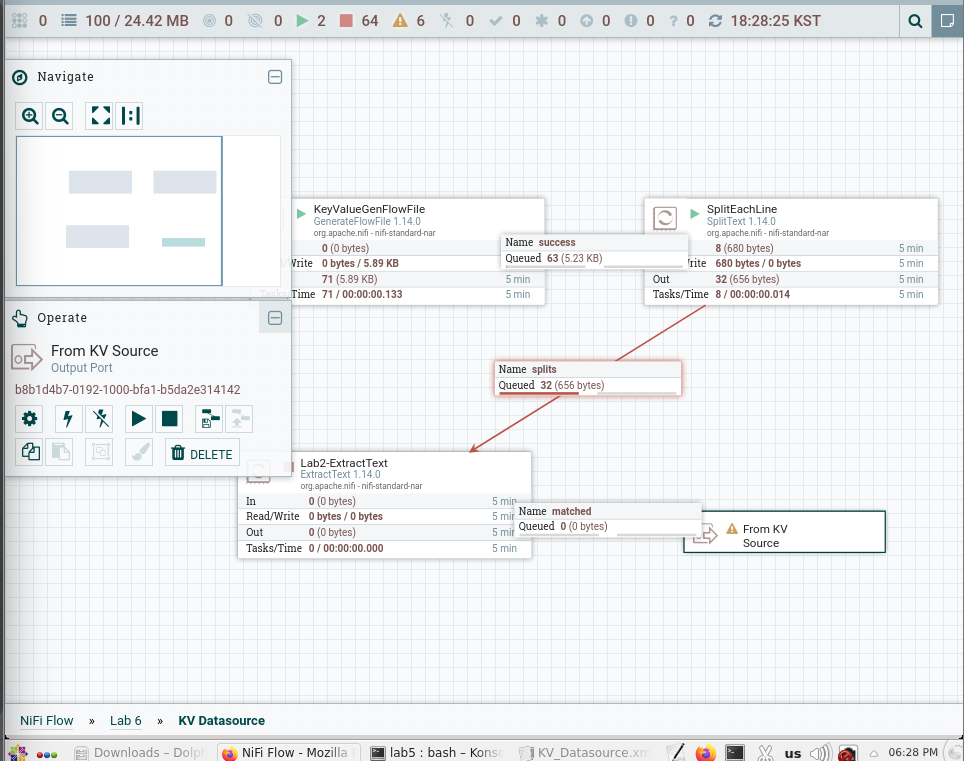 0 100 / 24.42 MB 0 0 2 64 6 0 0 0 0 0 ? 0 18:28:25 KST
Navigate
KeyValueGenFlowFile
GenerateFlowFile 1.14.0
org.apache.nifi - nifi-standard-nar
0 (0 bytes)
/Write 0 bytes / 5.89 KB
71 (5.89 KB) 5 min
Tasks/Time 71 / 00:00:00.133 5 min
Name success
Queued 63 (5.23 KB)
SplitEachLine
SplitText 1.14.0
org.apache.nifi - nifi-standard-nar
8 (680 bytes) 5 min
rite 680 bytes / 0 bytes 5 min
Out 32 (656 bytes) 5 min
Tasks/Time 8 / 00:00:00.014 5 min
Operate
From KV Source
Output Port
b8b1d4b7-0192-1000-bfa1-b5da2e314142
DELETE
Name splits
Queued 32 (656 bytes)
Lab2-ExtractText
ExtractText 1.14.0
org.apache.nifi - nifi-standard-nar
In 0 (0 bytes) 5 min
Read/Write 0 bytes / 0 bytes 5 min
Out 0 (0 bytes) 5 min
Tasks/Time 0 / 00:00:00.000 5 min
Name matched
Queued 0 (0 bytes)
From KV
Source
NiFi Flow » Lab 6 » KV Datasource
Downloads – Dolph NiFi Flow - Mozilla lab5 : bash – Kons KV_Datasource.xm us 06:28 PM